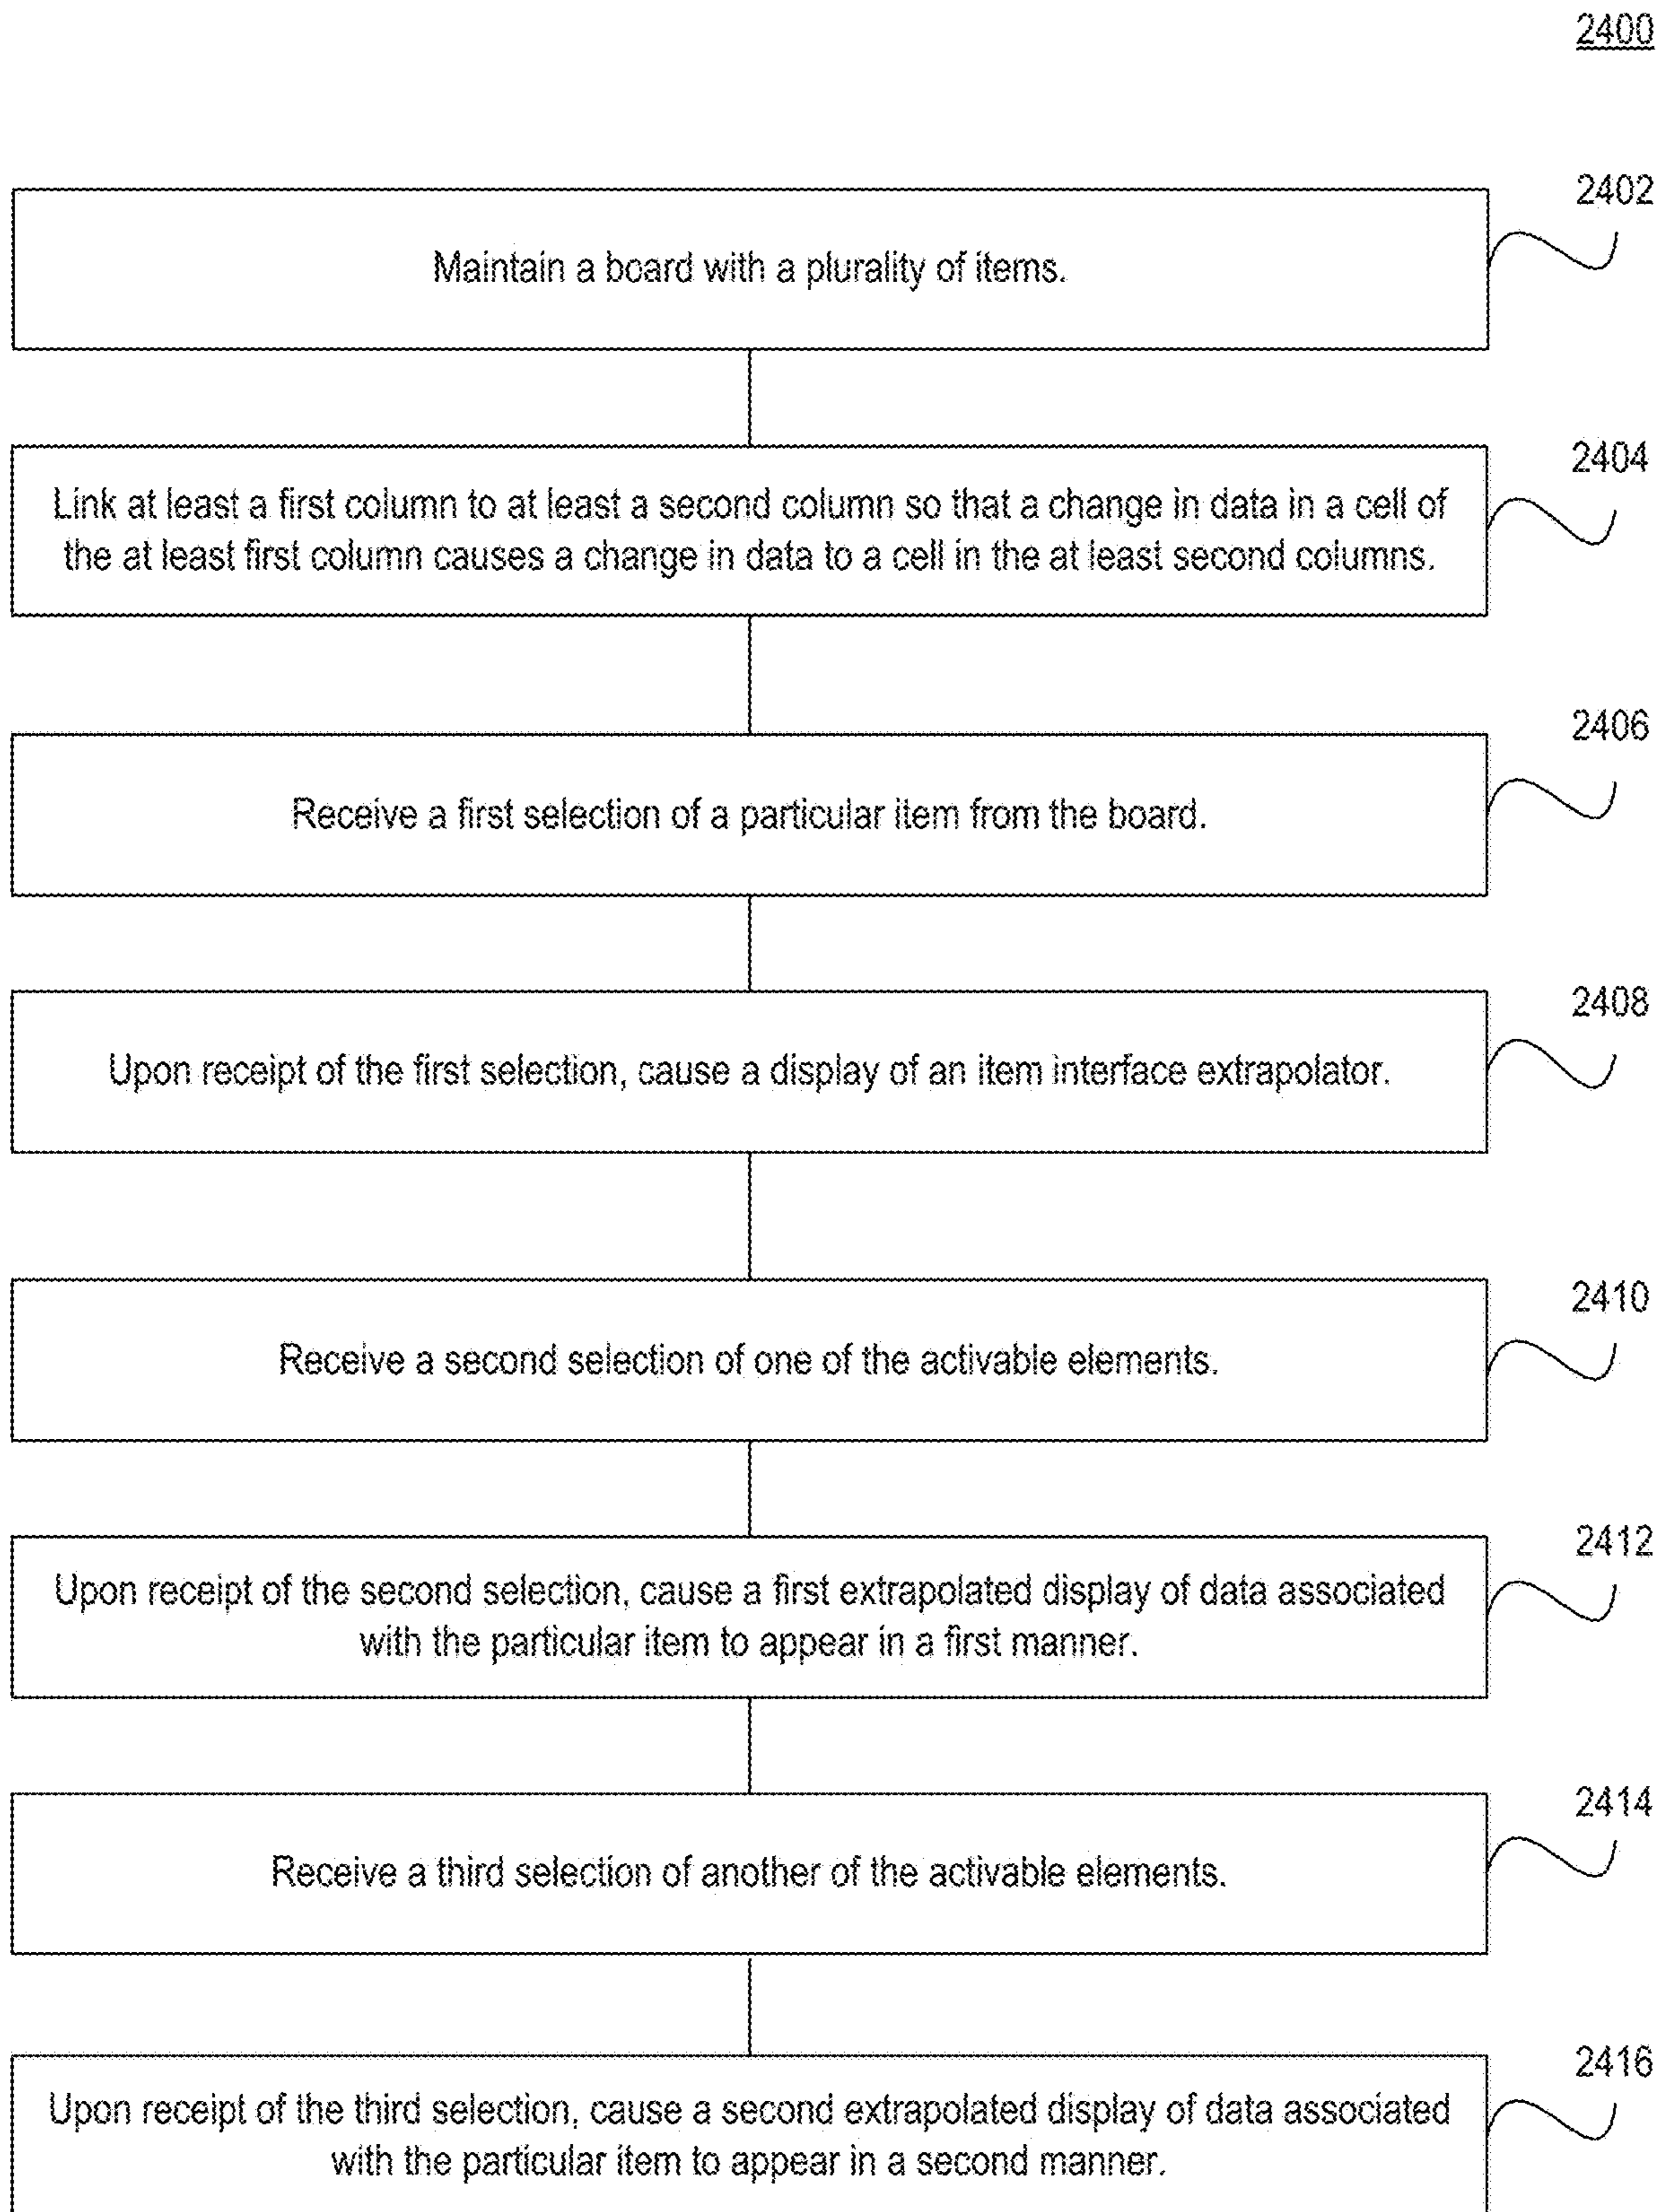 2400
2402
Maintain a board with a plurality of items.
2404
Link at least a first column to at least a second column so that a change in data in a cell of
the at least first column causes a change in data to a cell in the at least second columns.
2406
Receive a first selection of a particular item from the board.
2408
Upon receipt of the first selection, cause a display of an item interface extrapolator.
2410
Receive a second selection of one of the activable elements.
2412
Upon receipt of the second selection, cause a first extrapolated display of data associated
with the particular item to appear in a first manner.
2414
Receive a third selection of another of the activable elements.
2416
Upon receipt of the third selection, cause a second extrapolated display of data associated
with the particular item to appear in a second manner.